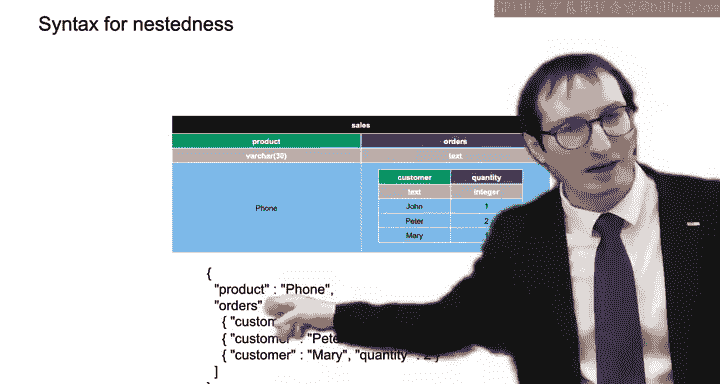 Syntax for nestedness
sales
product orders
varchar(30) text
customer quantity
text integer
Phone
John 1
Peter 2
Mary
{
"product" : "Phone",
"orders"
{ "custom
{ "customer" : "Pete
{ "customer" : "Mary", "quantity" : 2 }
]